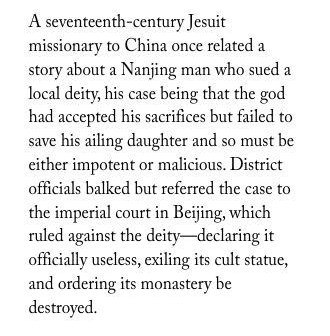 A seventeenth-century Jesuit
missionary to China once related a
story about a Nanjing man who sued a
local deity, his case being that the god
had accepted his sacrifices but failed to
save his ailing daughter and so must be
either impotent or malicious. District
officials balked but referred the case to
the imperial court in Beijing, which
ruled against the deity—declaring it
officially useless, exiling its cult statue,
and ordering its monastery be
destroyed.